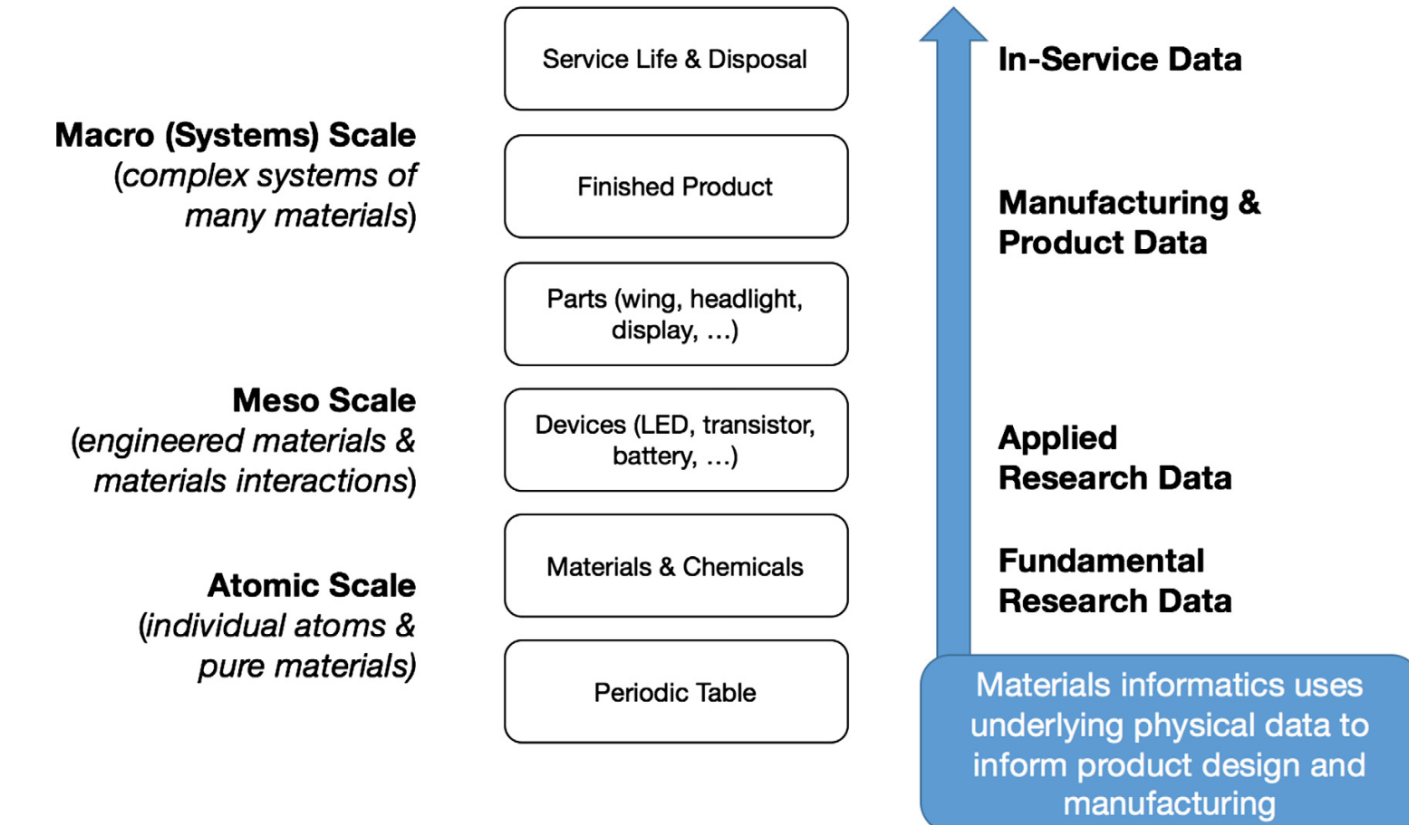 Macro (Systems) Scale
(complex systems of
many materials)
Meso Scale
(engineered materials &
materials interactions)
Atomic Scale
(individual atoms &
pure materials)
Service Life & Disposal
Finished Product
Parts (wing, headlight,
display, …)
Devices (LED, transistor,
battery, …)
Materials & Chemicals
Periodic Table
In-Service Data
Manufacturing &
Product Data
Applied
Research Data
Fundamental
Research Data
Materials informatics uses
underlying physical data to
inform product design and
manufacturing